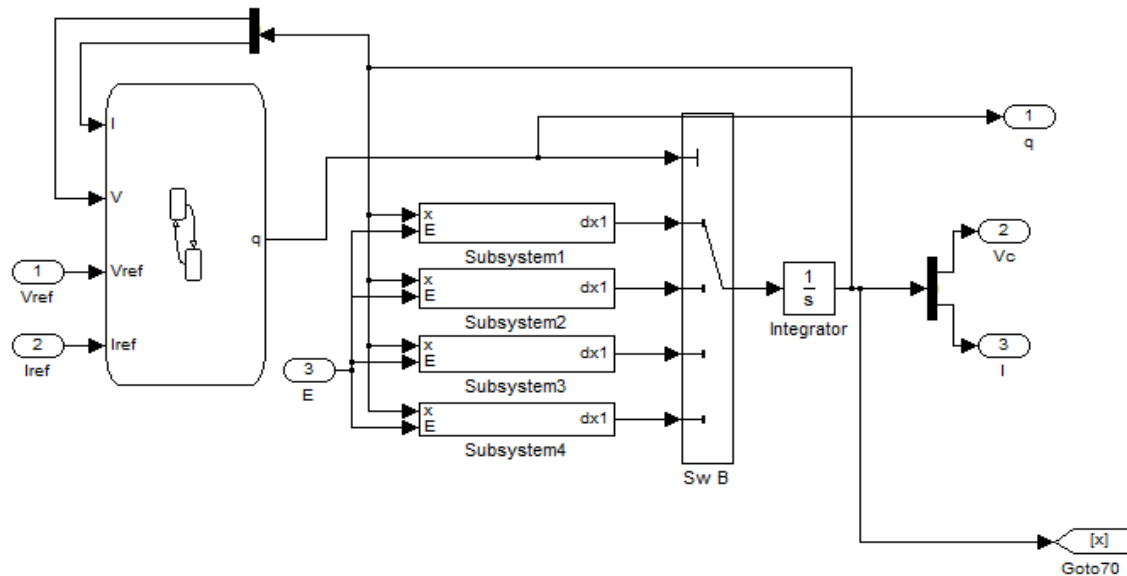 I
V
Vref
Iref
q
1
Vref
2
Iref
3
E
x
E
dx1
Subsystem1
x
E
dx1
Subsystem2
x
E
dx1
Subsystem3
x
E
dx1
Subsystem4
Sw B
1
s
Integrator
1
q
2
Vc
3
I
[x]
Goto70